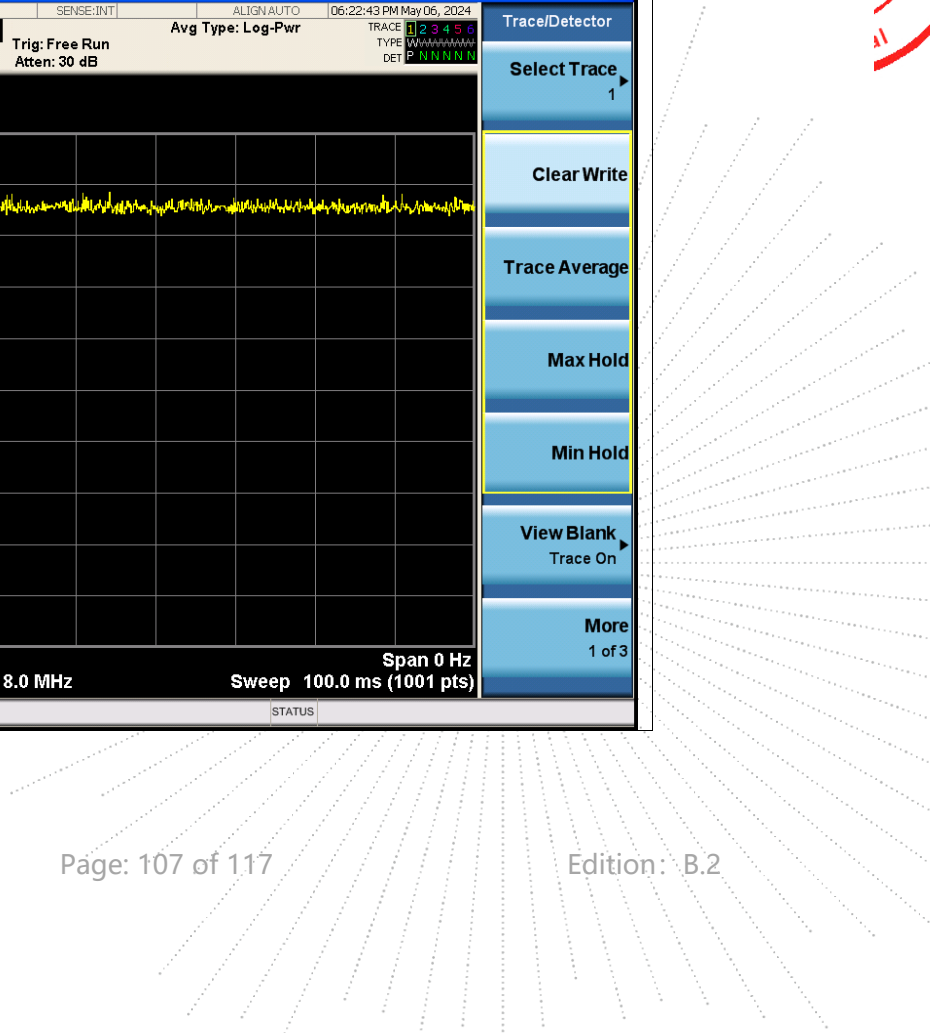 SENSE:INT ALIGN AUTO 06:22:43 PM May 06, 2024
Trig: Free Run
Atten: 30 dB
Avg Type: Log-Pwr
TRACE 1 2 3 4 5 6
TYPE WWWWWW
DET P N N N N N
Trace/Detector
Select Trace
1
Clear Write
Trace Average
Max Hold
Min Hold
View Blank
Trace On
More
1 of 3
Span 0 Hz
8.0 MHz
Sweep 100.0 ms (1001 pts)
STATUS
al
Page: 107 of 117
Edition: B.2